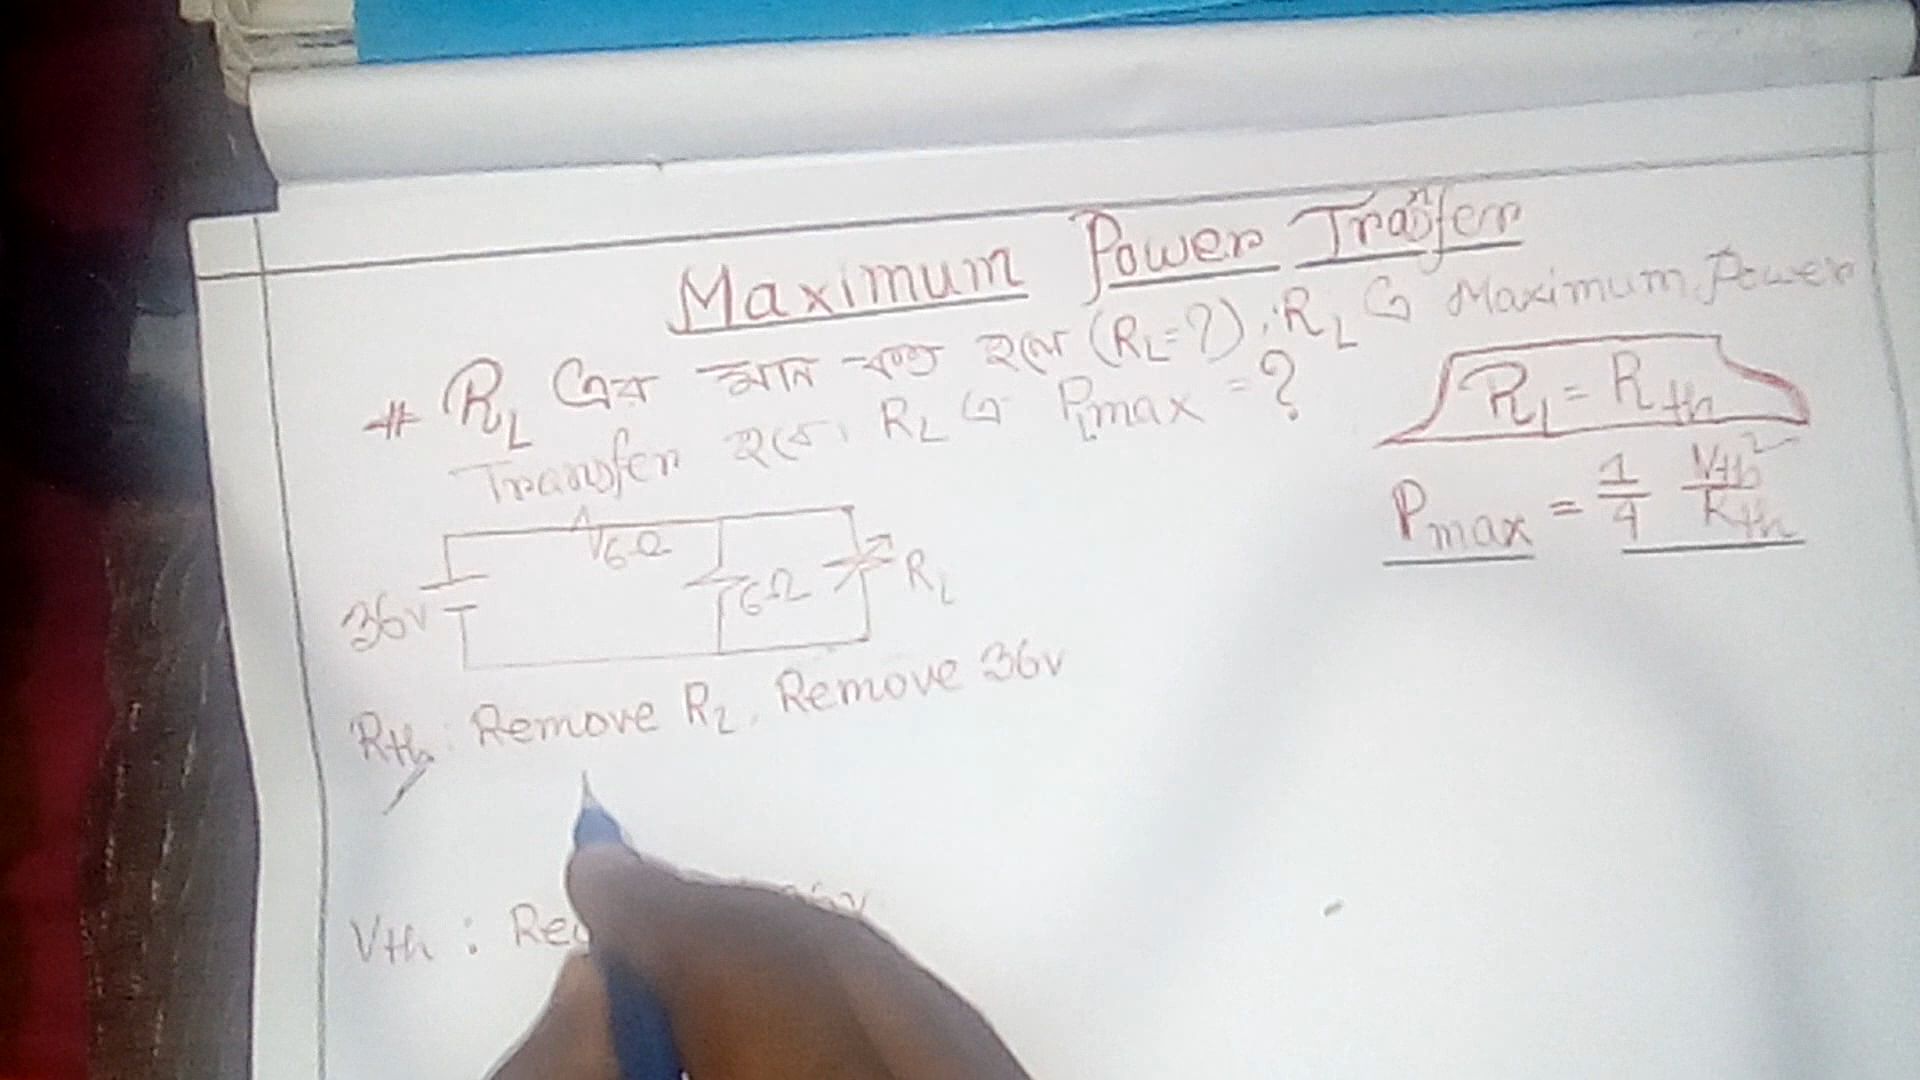 Maximum Power Transfer
# RL এর মান কত হলে (RL=?), RL এ Maximum Power
Transfer হবে। RL এ Pmax = ?
RL = Rth
Pmax = 1/4 Vth²/Rth
6Ω
36v
6Ω
RL
Rth : Remove RL, Remove 36v
Vth : 36v